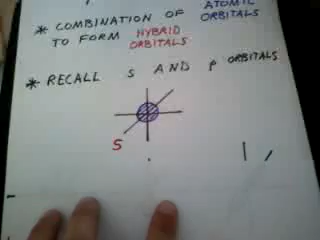 * COMBINATION OF ATOMIC ORBITALS
TO FORM HYBRID ORBITALS
* RECALL s AND p ORBITALS
S